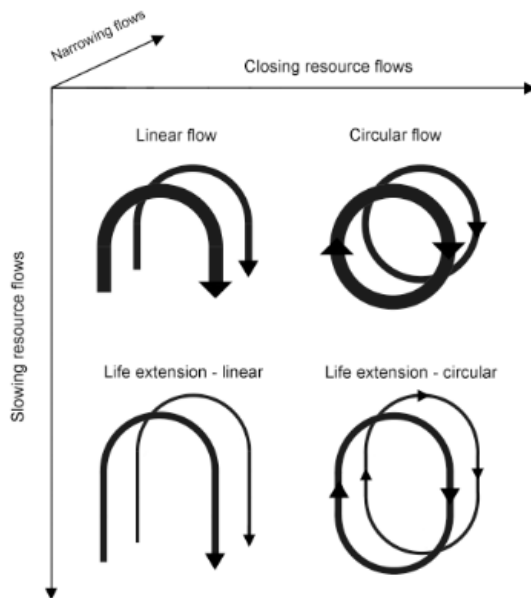 Narrowing flows
Closing resource flows
Linear flow
Circular flow
Slowing resource flows
Life extension - linear
Life extension - circular